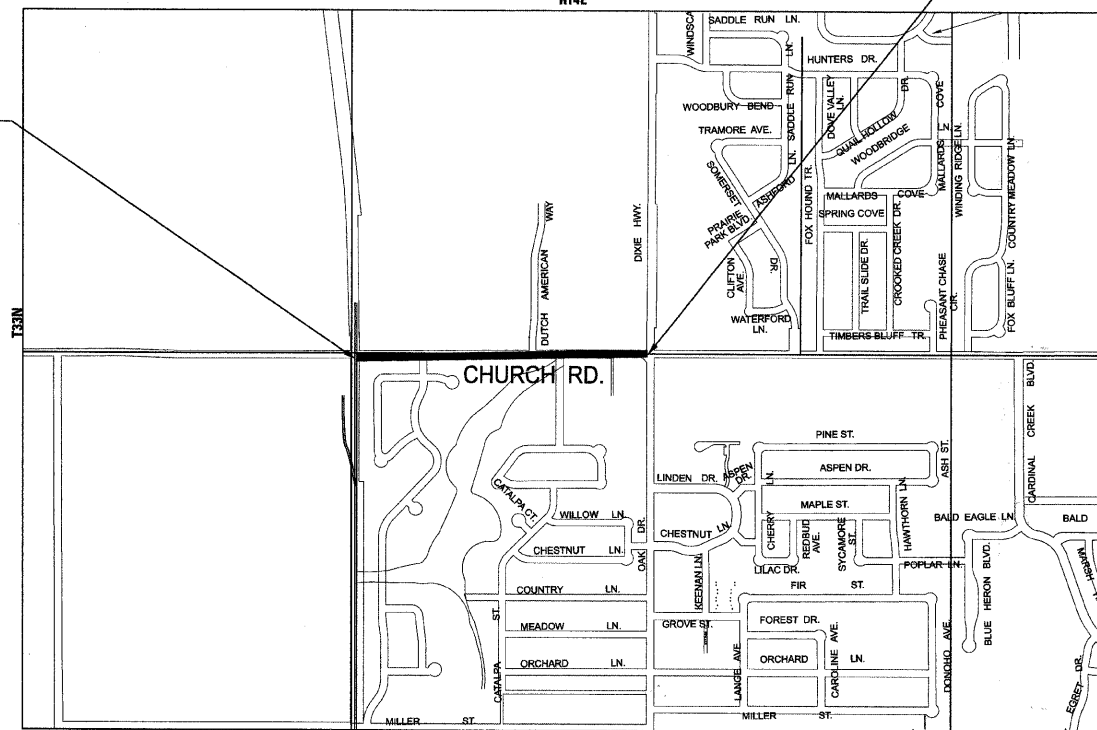 R14E
SADDLE RUN LN.
WINDSCA
HUNTERS DR.
WOODBURY BEND
TRAMORE AVE.
SADDLE RUN LN.
LN.
DOVE VALLEY LN.
DR.
QUAIL HOLLOW
WOODBRIDGE
LN.
MALLARDS COVE
WINDING RIDGE LN.
COUNTRY MEADOW LN.
SOMERSET
DR.
ASHFORD
LN.
PRAIRIE
PARK BLVD.
FOX HOUND TR.
MALLARDS COVE
SPRING COVE
TRAIL SLIDE DR.
CROOKED CREEK DR.
CLIFTON
AVE.
WATERFORD
LN.
TIMBERS BLUFF TR.
PHEASANT CHASE
CIR.
FOX BLUFF LN.
DUTCH AMERICAN WAY
DIXIE HWY.
T33N
CHURCH RD.
PINE ST.
ASPEN DR.
ASPEN
DR.
LINDEN DR.
CHERRY LN.
MAPLE ST.
HAWTHORN LN.
ASH ST.
CARDINAL CREEK BLVD.
CATALPA CT.
WILLOW LN.
CHESTNUT LN.
OAK DR.
CHESTNUT LN.
REDBUD
AVE.
SYCAMORE
ST.
BALD EAGLE LN.
BALD
LILAC DR.
POPLAR LN.
FIR ST.
KEENAN LN.
COUNTRY LN.
MEADOW LN.
GROVE ST.
FOREST DR.
ORCHARD LN.
ORCHARD LN.
CATALPA ST.
LANGE AVE.
CAROLINE AVE.
DONOHO AVE.
BLUE HERON BLVD.
MARSH
EGRET DR.
MILLER ST.
MILLER ST.